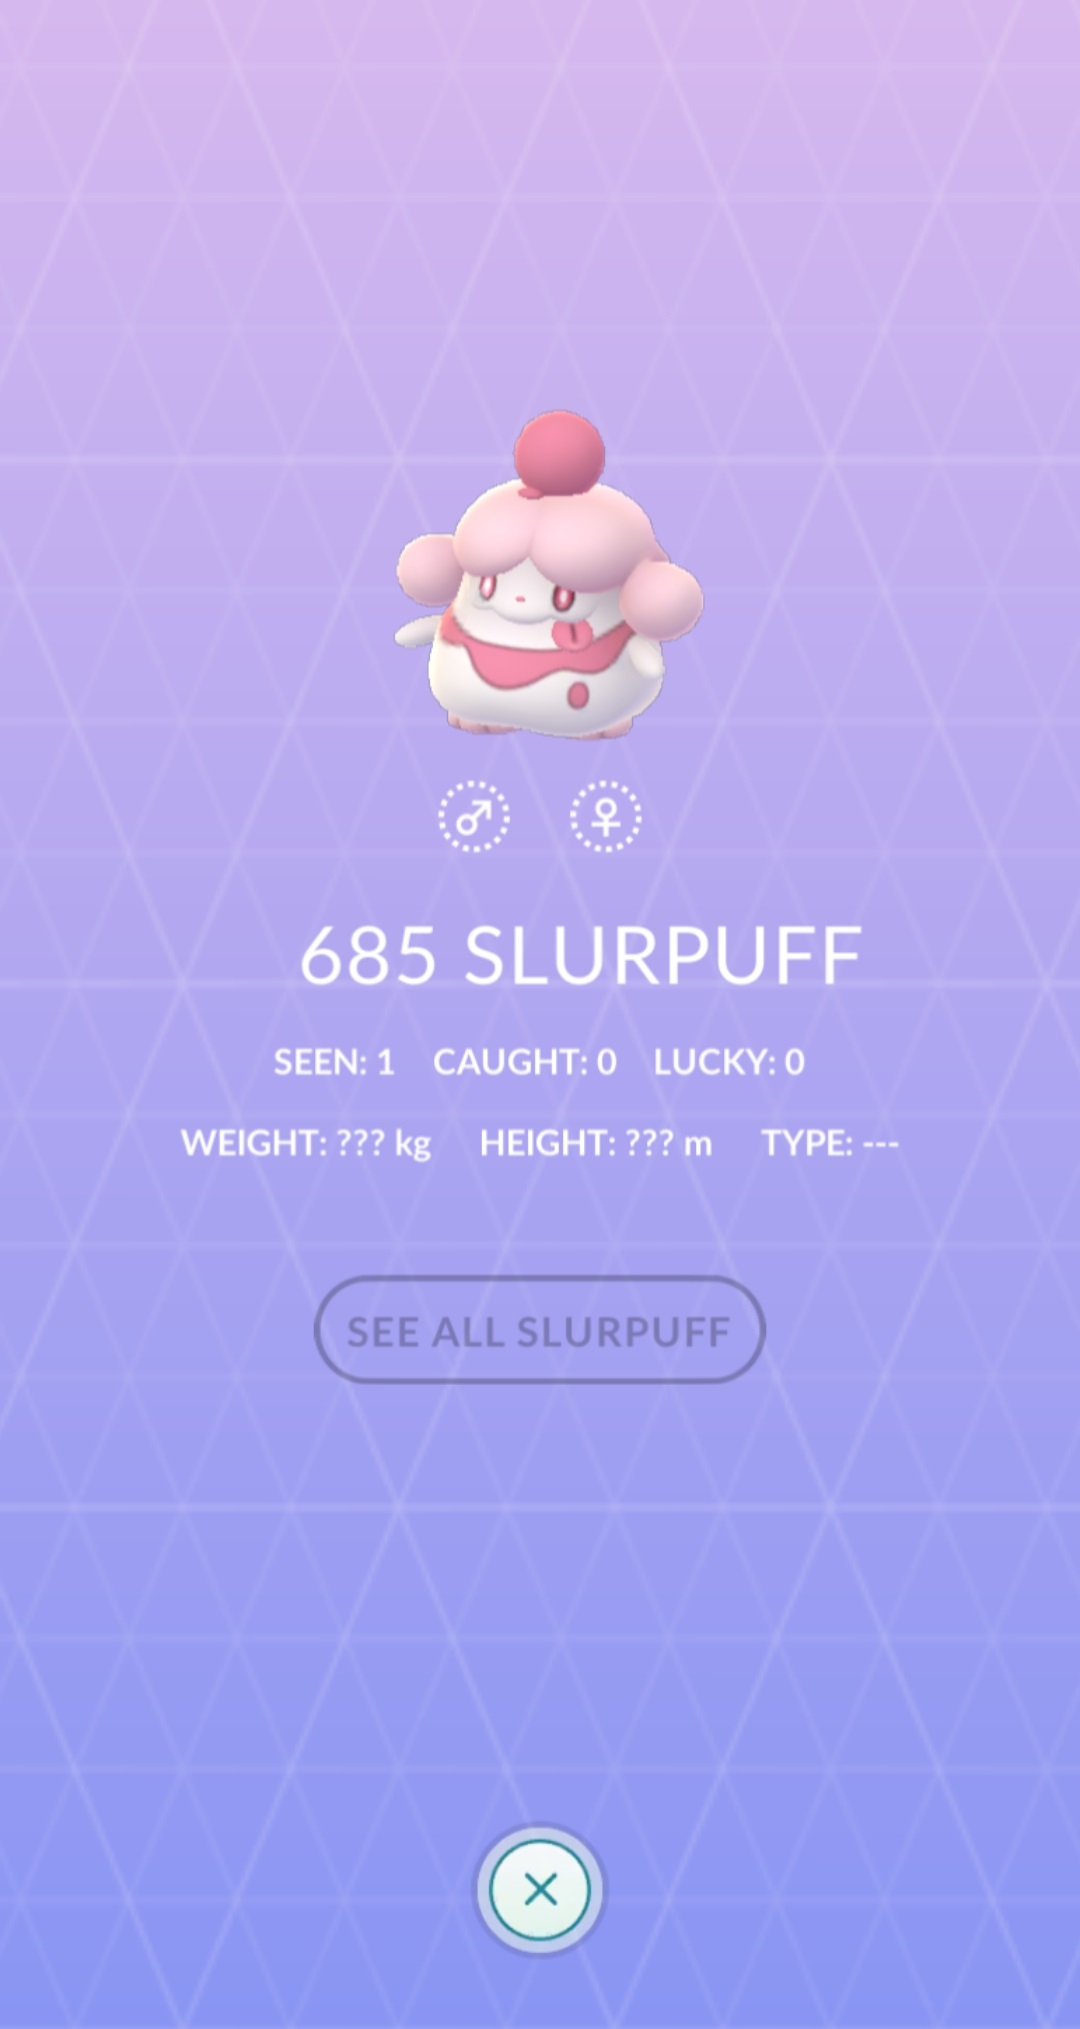 685 SLURPUFF
SEEN: 1 CAUGHT: 0 LUCKY: 0
WEIGHT: ??? kg HEIGHT: ??? m TYPE: ---
SEE ALL SLURPUFF